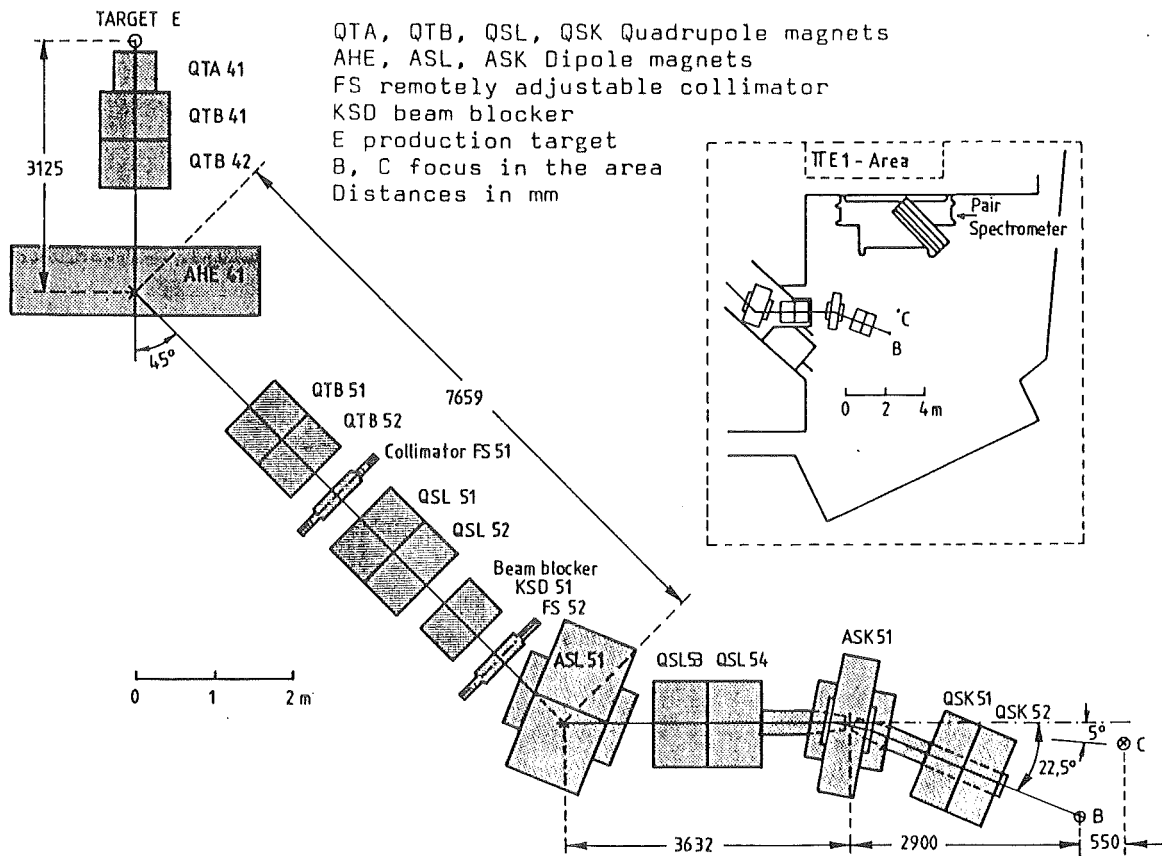 TARGET E
QTA, QTB, QSL, QSK Quadrupole magnets
AHE, ASL, ASK Dipole magnets
FS remotely adjustable collimator
KSD beam blocker
E production target
B, C focus in the area
Distances in mm
QTA 41
QTB 41
QTB 42
3125
AHE 41
45°
πE1-Area
Pair
Spectrometer
C
B
0 2 4m
7659
QTB 51
QTB 52
Collimator FS 51
QSL 51
QSL 52
Beam blocker
KSD 51
FS 52
0 1 2 m
ASL 51
QSL53 QSL 54
ASK 51
QSK51
QSK 52
5°
C
22,5°
B
3632
2900
550